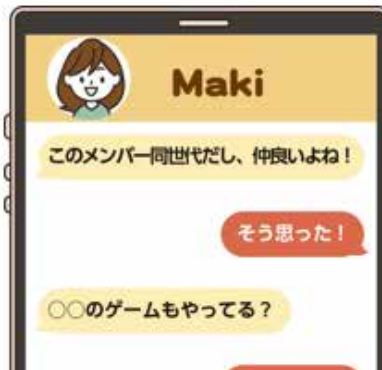 Maki
このメンバー同世代だし、仲良いよね！
そう思った！
○○のゲームもやってる？